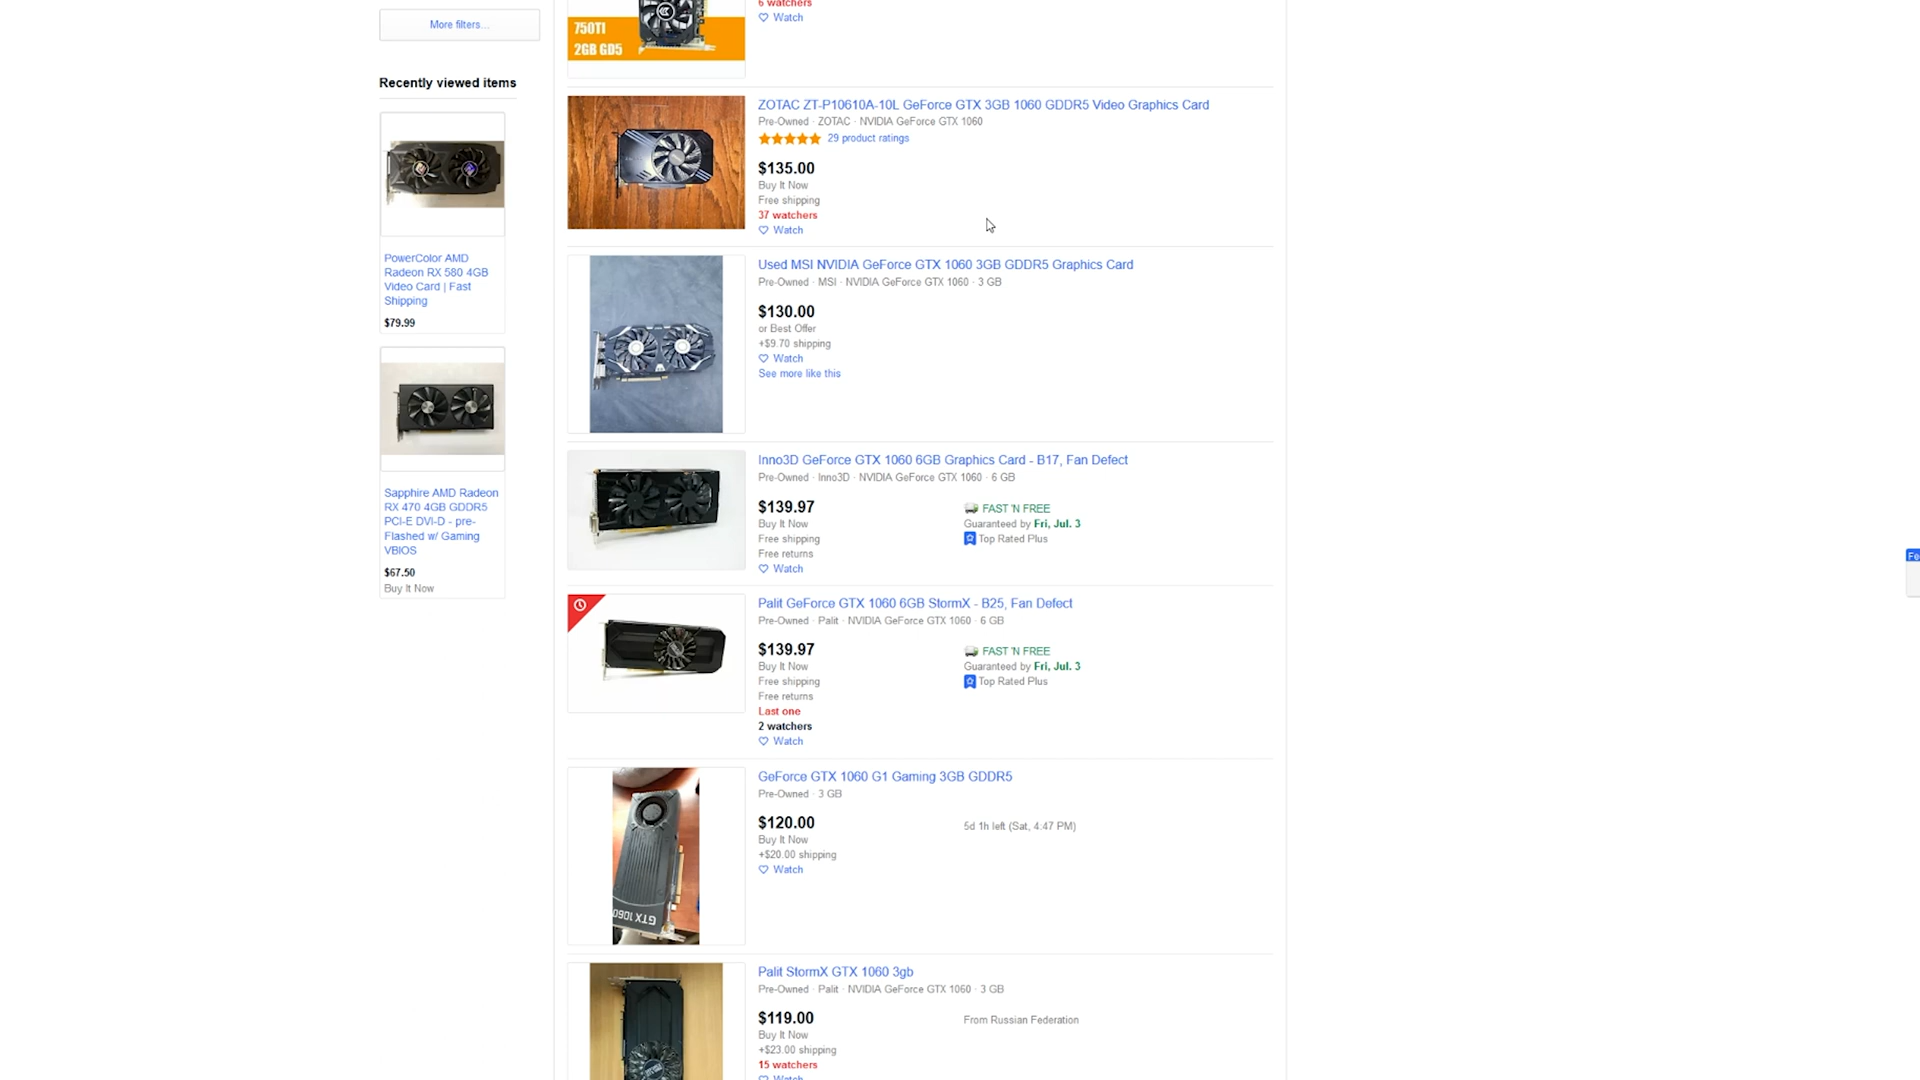 More filters...
Recently viewed items
PowerColor AMD
Radeon RX 580 4GB
Video Card | Fast
Shipping
$79.99
Sapphire AMD Radeon
RX 470 4GB GDDR5
PCI-E DVI-D - pre-
Flashed w/ Gaming
VBIOS
$67.50
Buy It Now
750TI
2GB GD5
6 watchers
Watch
ZOTAC ZT-P10610A-10L GeForce GTX 3GB 1060 GDDR5 Video Graphics Card
Pre-Owned · ZOTAC · NVIDIA GeForce GTX 1060
29 product ratings
$135.00
Buy It Now
Free shipping
37 watchers
Watch
Used MSI NVIDIA GeForce GTX 1060 3GB GDDR5 Graphics Card
Pre-Owned · MSI · NVIDIA GeForce GTX 1060 · 3 GB
$130.00
or Best Offer
+$9.70 shipping
Watch
See more like this
Inno3D GeForce GTX 1060 6GB Graphics Card - B17, Fan Defect
Pre-Owned · Inno3D · NVIDIA GeForce GTX 1060 · 6 GB
$139.97
Buy It Now
Free shipping
Free returns
Watch
FAST 'N FREE
Guaranteed by Fri, Jul. 3
Top Rated Plus
Palit GeForce GTX 1060 6GB StormX - B25, Fan Defect
Pre-Owned · Palit · NVIDIA GeForce GTX 1060 · 6 GB
$139.97
Buy It Now
Free shipping
Free returns
Last one
2 watchers
Watch
FAST 'N FREE
Guaranteed by Fri, Jul. 3
Top Rated Plus
GeForce GTX 1060 G1 Gaming 3GB GDDR5
Pre-Owned · 3 GB
$120.00
Buy It Now
+$20.00 shipping
Watch
5d 1h left (Sat, 4:47 PM)
GTX 1060
Palit StormX GTX 1060 3gb
Pre-Owned · Palit · NVIDIA GeForce GTX 1060 · 3 GB
$119.00
Buy It Now
+$23.00 shipping
15 watchers
Watch
From Russian Federation